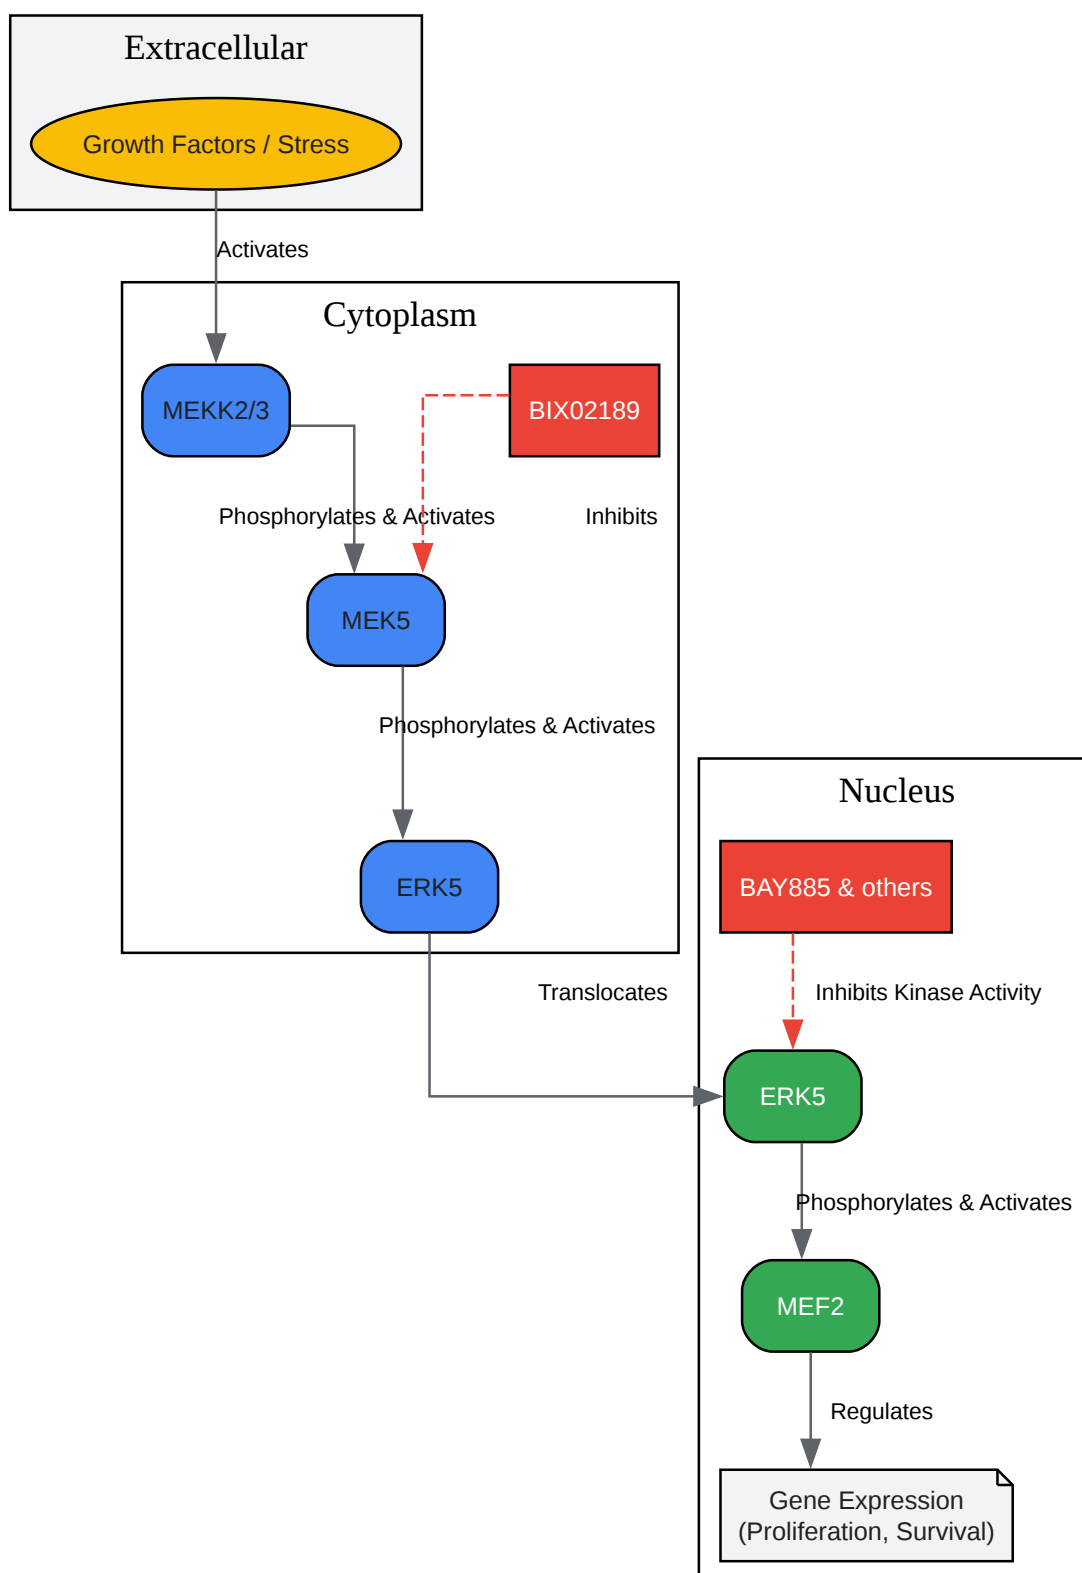 Extracellular
Growth Factors / Stress
Activates
Cytoplasm
MEKK2/3
BIX02189
Phosphorylates & Activates
Inhibits
MEK5
Phosphorylates & Activates
ERK5
Translocates
Nucleus
BAY885 & others
Inhibits Kinase Activity
ERK5
Phosphorylates & Activates
MEF2
Regulates
Gene Expression
(Proliferation, Survival)